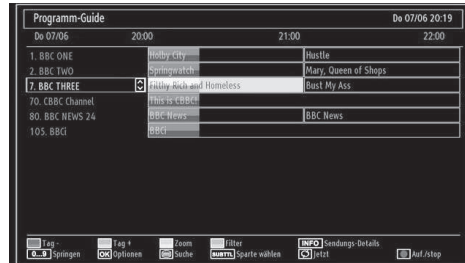 Programm-Guide Do 07/06 20:19
Do 07/06 20:00 21:00 22:00
1. BBC ONE Holby City Hustle
2. BBC TWO Springwatch Mary, Queen of Shops
7. BBC THREE Filthy Rich and Homeless Bust My Ass
70. CBBC Channel This is CBBC!
80. BBC NEWS 24 BBC News BBC News
105. BBCi BBCi
Tag - Tag + Zoom Filter INFO Sendungs-Details
0...9 Springen OK Optionen Suche SUBTTL Sparte wählen Jetzt Auf./stop